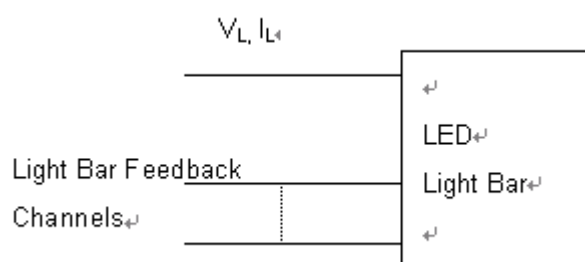 VL, IL↵
↵
LED↵
Light Bar Feedback
Light Bar↵
Channels↵
↵